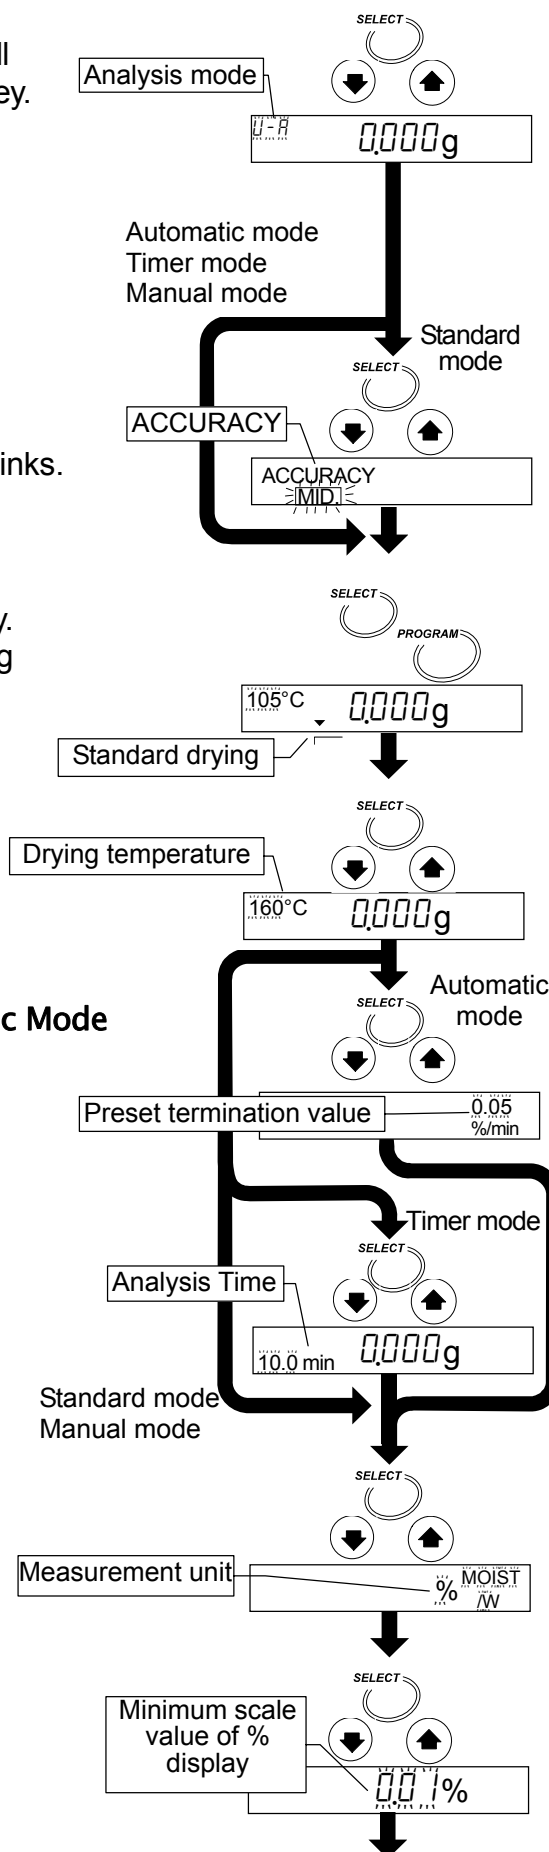 SELECT
ll
ey.
Analysis mode
U-A 0.000g
Automatic mode
Timer mode
Manual mode
Standard
mode
SELECT
ACCURACY
inks.
ACCURACY
MID.
SELECT
y.
PROGRAM
g
105°C 0.000g
Standard drying
SELECT
Drying temperature
160°C 0.000g
Automatic
mode
SELECT
c Mode
Preset termination value
0.05
%/min
Timer mode
SELECT
Analysis Time
10.0 min 0.000g
Standard mode
Manual mode
SELECT
Measurement unit
% MOIST
/W
SELECT
Minimum scale
value of %
display
0.01%